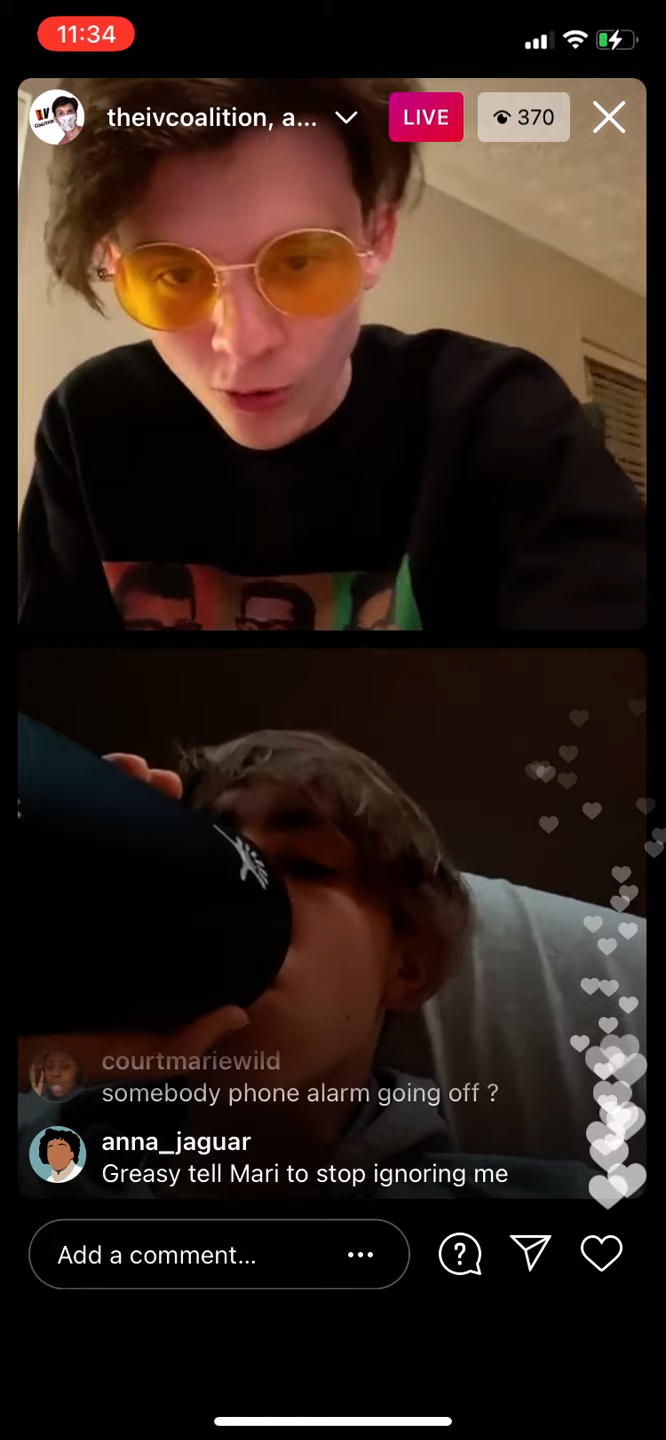 11:34
theivcoalition, a...
LIVE
370
courtmariewild
somebody phone alarm going off ?
anna_jaguar
Greasy tell Mari to stop ignoring me
Add a comment...